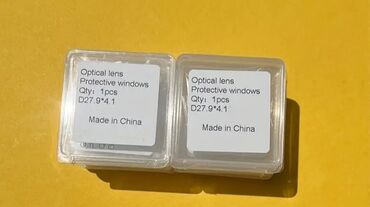 Optical lens
Protective windows
Qty: 1pcs
D27.9*4.1
Made in China
Optical lens
Protective windows
Qty: 1pcs
D27.9*4.1
Made in China